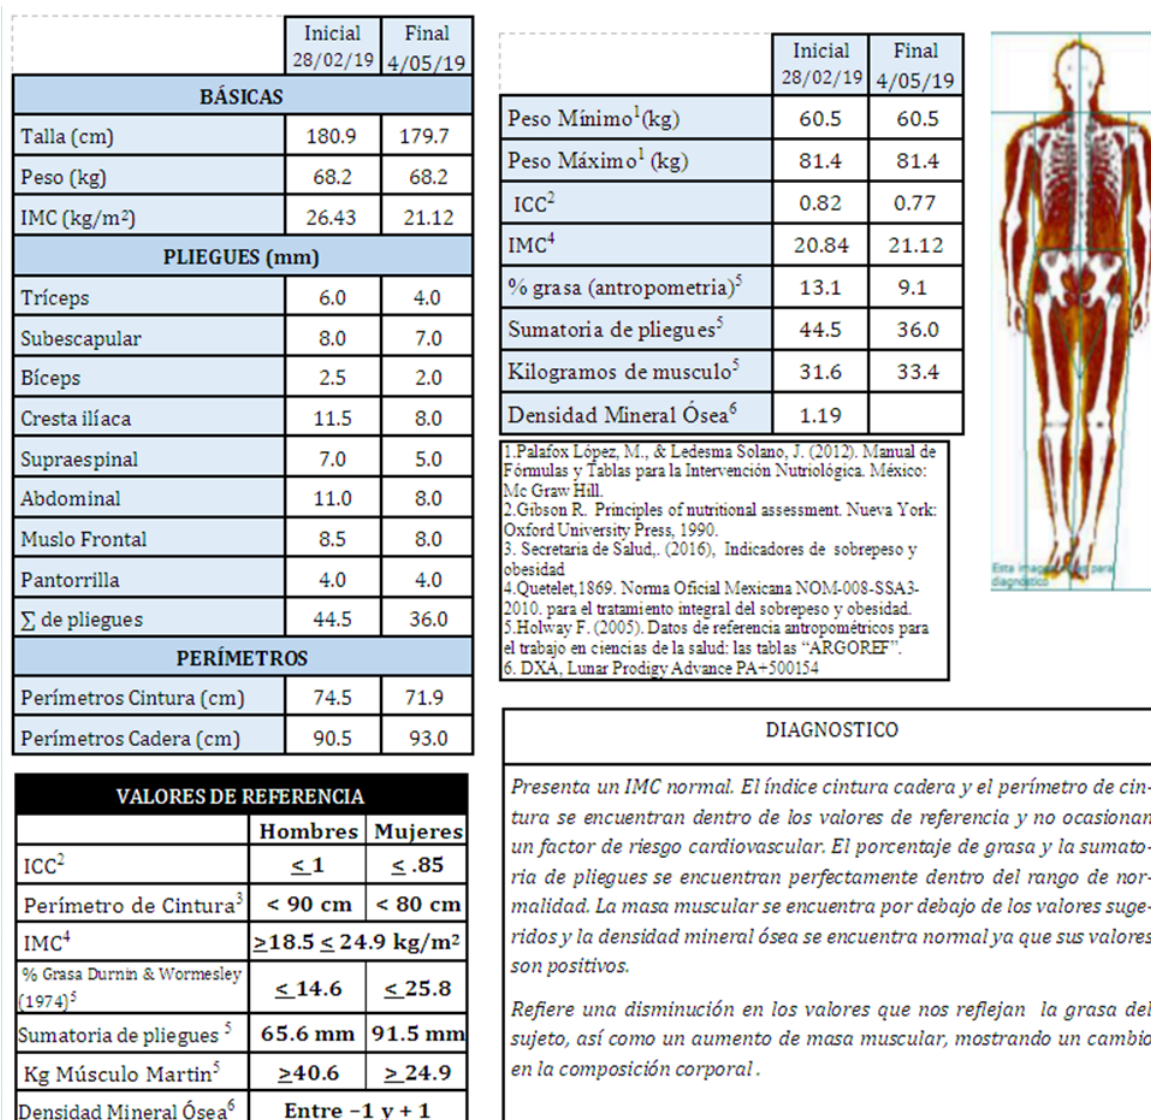 Inicial Final
28/02/19 4/05/19
BÁSICAS
Talla (cm) 180.9 179.7
Peso (kg) 68.2 68.2
IMC (kg/m²) 26.43 21.12
PLIEGUES (mm)
Tríceps 6.0 4.0
Subescapular 8.0 7.0
Bíceps 2.5 2.0
Cresta ilíaca 11.5 8.0
Supraespinal 7.0 5.0
Abdominal 11.0 8.0
Muslo Frontal 8.5 8.0
Pantorrilla 4.0 4.0
∑ de pliegues 44.5 36.0
PERÍMETROS
Perímetros Cintura (cm) 74.5 71.9
Perímetros Cadera (cm) 90.5 93.0
VALORES DE REFERENCIA
Hombres Mujeres
ICC² ≤ 1 ≤ .85
Perímetro de Cintura³ < 90 cm < 80 cm
IMC⁴ ≥18.5 ≤ 24.9 kg/m²
% Grasa Durnin & Wormesley
(1974)⁵ ≤ 14.6 ≤ 25.8
Sumatoria de pliegues ⁵ 65.6 mm 91.5 mm
Kg Músculo Martin⁵ ≥40.6 ≥ 24.9
Densidad Mineral Ósea⁶ Entre −1 y + 1
Inicial Final
28/02/19 4/05/19
Peso Mínimo¹(kg) 60.5 60.5
Peso Máximo¹ (kg) 81.4 81.4
ICC² 0.82 0.77
IMC⁴ 20.84 21.12
% grasa (antropometria)⁵ 13.1 9.1
Sumatoria de pliegues⁵ 44.5 36.0
Kilogramos de musculo⁵ 31.6 33.4
Densidad Mineral Ósea⁶ 1.19
1.Palafox López, M., & Ledesma Solano, J. (2012). Manual de
Fórmulas y Tablas para la Intervención Nutriológica. México:
Mc Graw Hill.
2.Gibson R. Principles of nutritional assessment. Nueva York:
Oxford University Press, 1990.
3. Secretaria de Salud,. (2016), Indicadores de sobrepeso y
obesidad
4.Quetelet,1869. Norma Oficial Mexicana NOM-008-SSA3-
2010. para el tratamiento integral del sobrepeso y obesidad.
5.Holway F. (2005). Datos de referencia antropométricos para
el trabajo en ciencias de la salud: las tablas “ARGOREF”.
6. DXA, Lunar Prodigy Advance PA+500154
Esta para
diagnóstico
DIAGNOSTICO
Presenta un IMC normal. El índice cintura cadera y el perímetro de cin-
tura se encuentran dentro de los valores de referencia y no ocasionan
un factor de riesgo cardiovascular. El porcentaje de grasa y la sumato-
ria de pliegues se encuentran perfectamente dentro del rango de nor-
malidad. La masa muscular se encuentra por debajo de los valores suge-
ridos y la densidad mineral ósea se encuentra normal ya que sus valores
son positivos.
Refiere una disminución en los valores que nos reflejan la grasa del
sujeto, así como un aumento de masa muscular, mostrando un cambio
en la composición corporal .